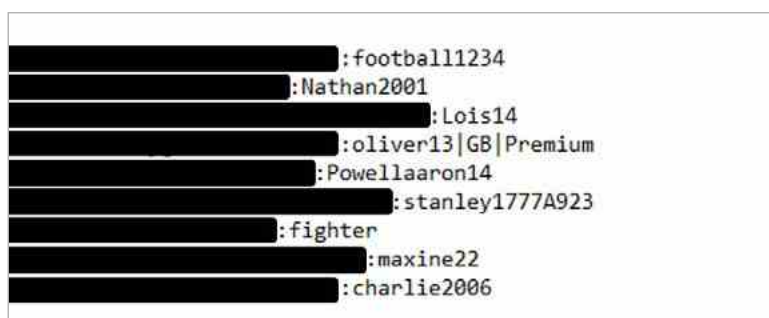 :football1234
:Nathan2001
:Lois14
:oliver13|GB|Premium
:Powellaaron14
:stanley1777A923
:fighter
:maxine22
:charlie2006